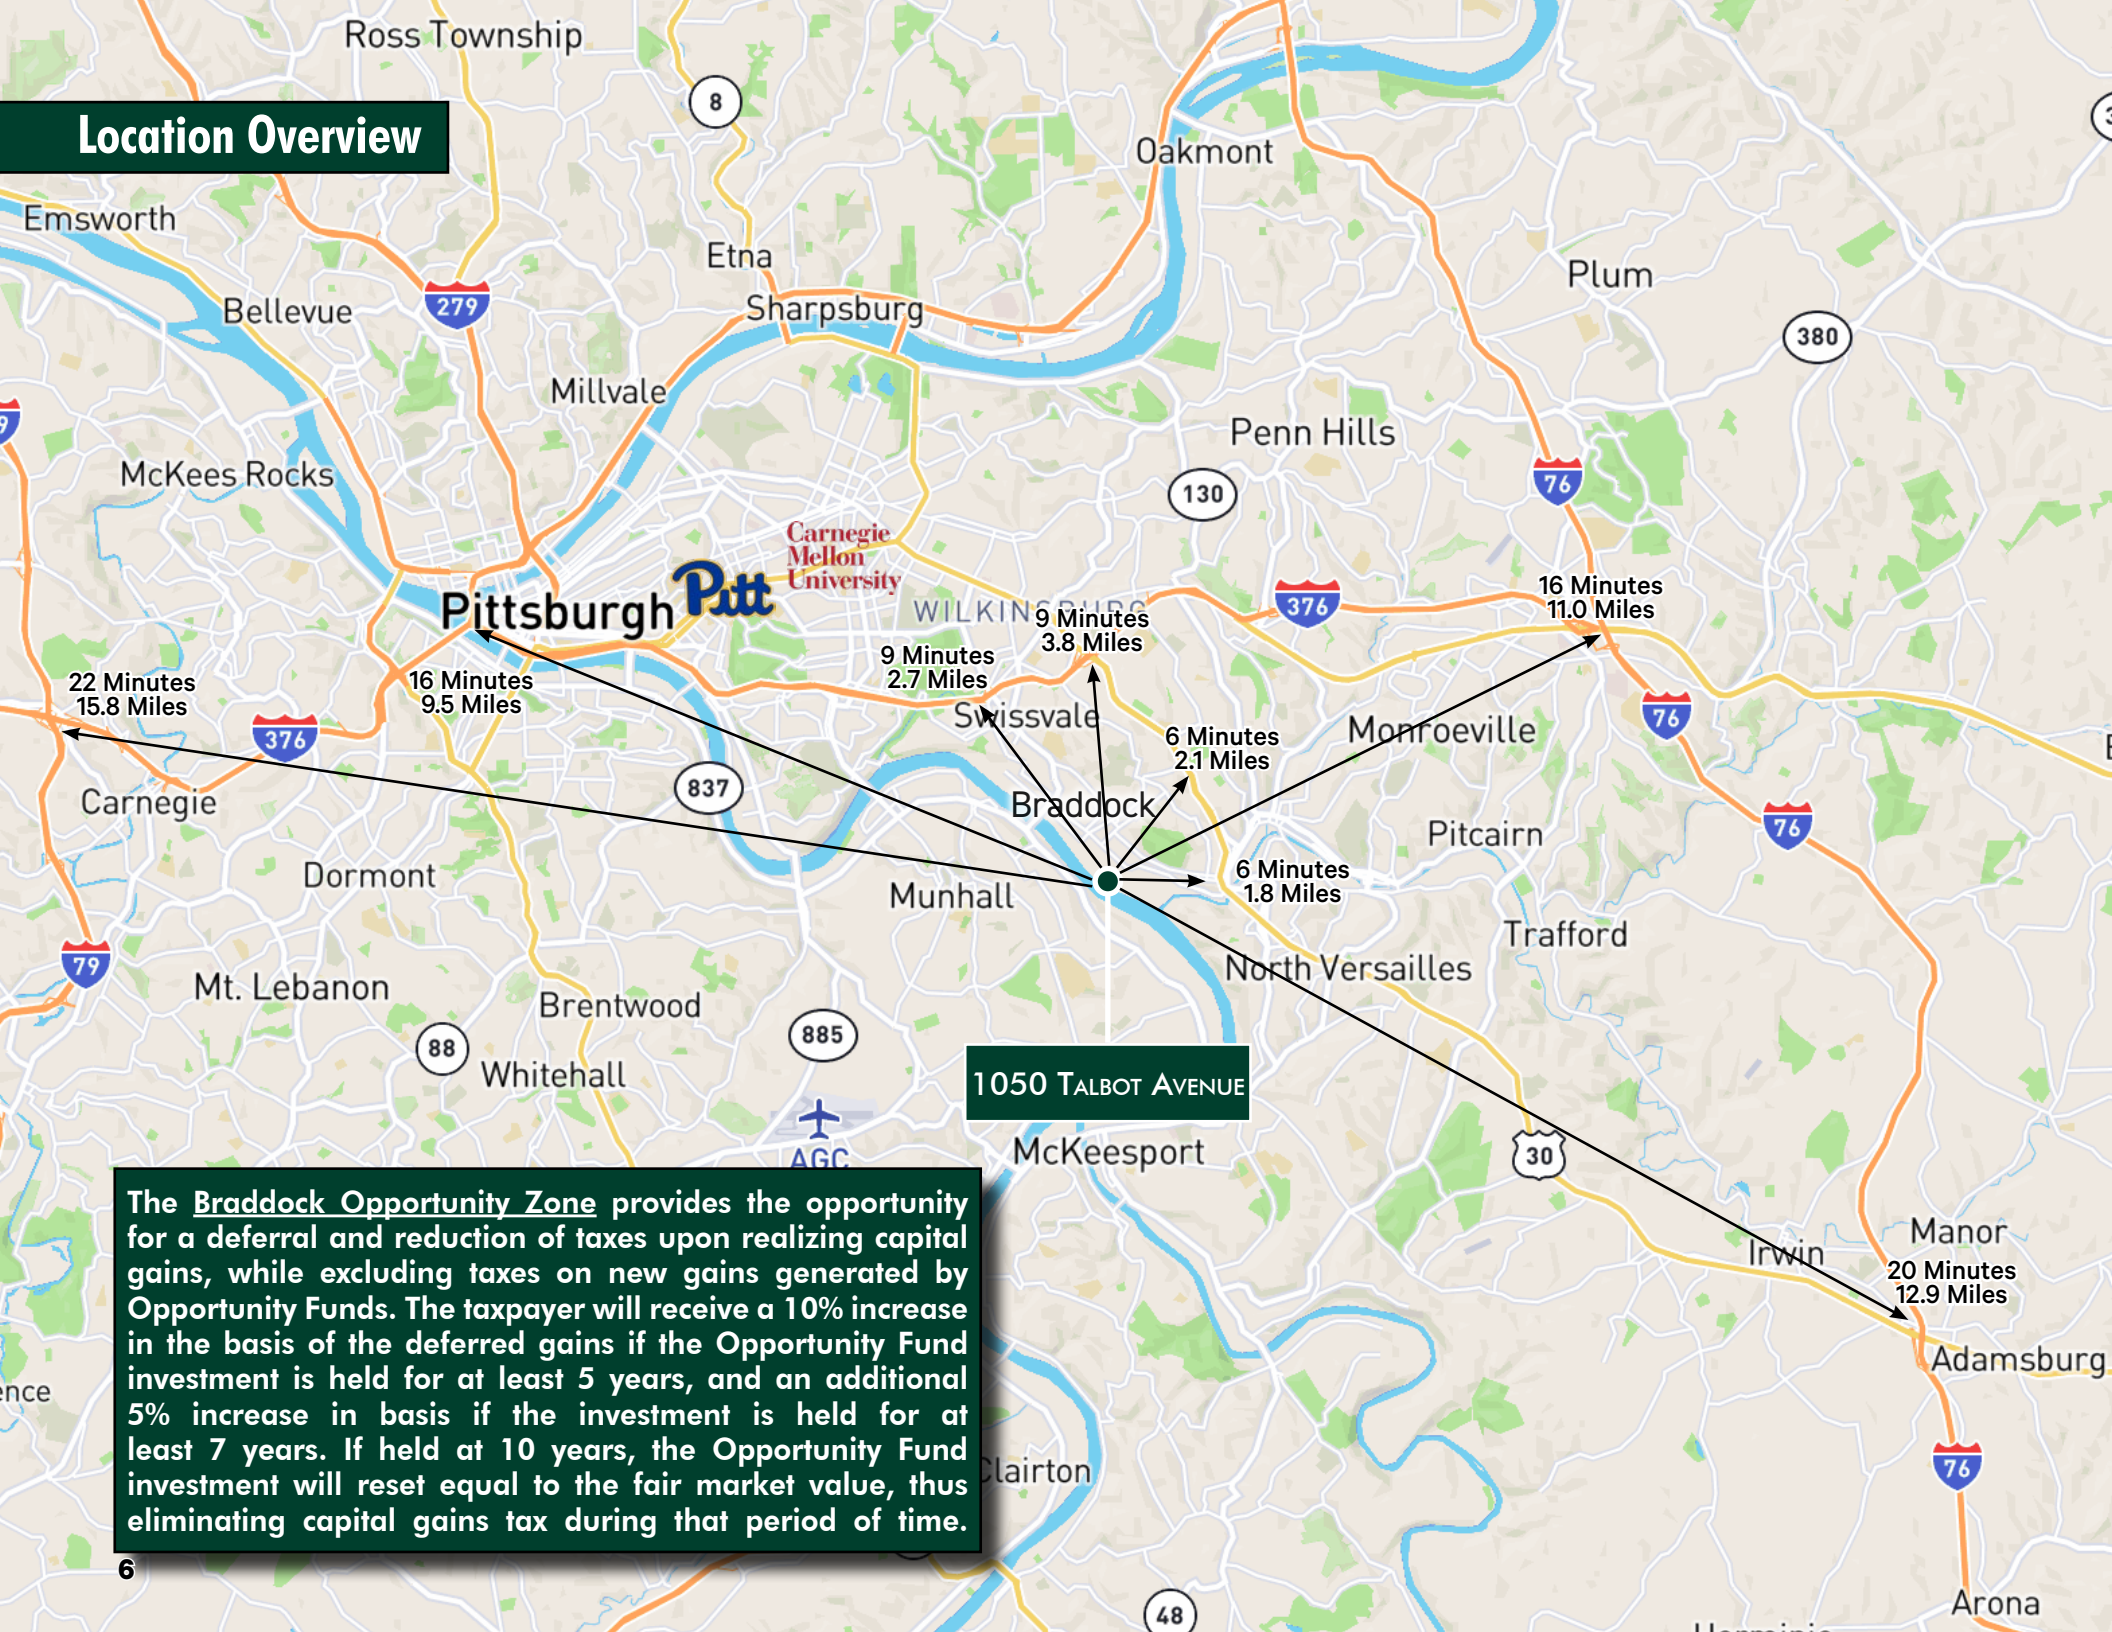 Ross Township
8
Location Overview
Oakmont
Emsworth
Etna
Plum
279
Bellevue
Sharpsburg
380
Millvale
Penn Hills
McKees Rocks
76
130
Carnegie
Mellon
University
Pitt
Pittsburgh
WILKINSBURG
376
16 Minutes
11.0 Miles
9 Minutes
3.8 Miles
9 Minutes
2.7 Miles
22 Minutes
15.8 Miles
16 Minutes
9.5 Miles
376
Swissvale
76
Monroeville
6 Minutes
2.1 Miles
837
Carnegie
Braddock
76
Pitcairn
Dormont
6 Minutes
1.8 Miles
Munhall
Trafford
79
North Versailles
Mt. Lebanon
Brentwood
885
88
Whitehall
1050 Talbot Avenue
AGC
McKeesport
30
The Braddock Opportunity Zone provides the opportunity
for a deferral and reduction of taxes upon realizing capital
gains, while excluding taxes on new gains generated by
Opportunity Funds. The taxpayer will receive a 10% increase
in the basis of the deferred gains if the Opportunity Fund
investment is held for at least 5 years, and an additional
5% increase in basis if the investment is held for at
least 7 years. If held at 10 years, the Opportunity Fund
investment will reset equal to the fair market value, thus
eliminating capital gains tax during that period of time.
Manor
Irwin
20 Minutes
12.9 Miles
Adamsburg
ence
Clairton
76
6
48
Arona